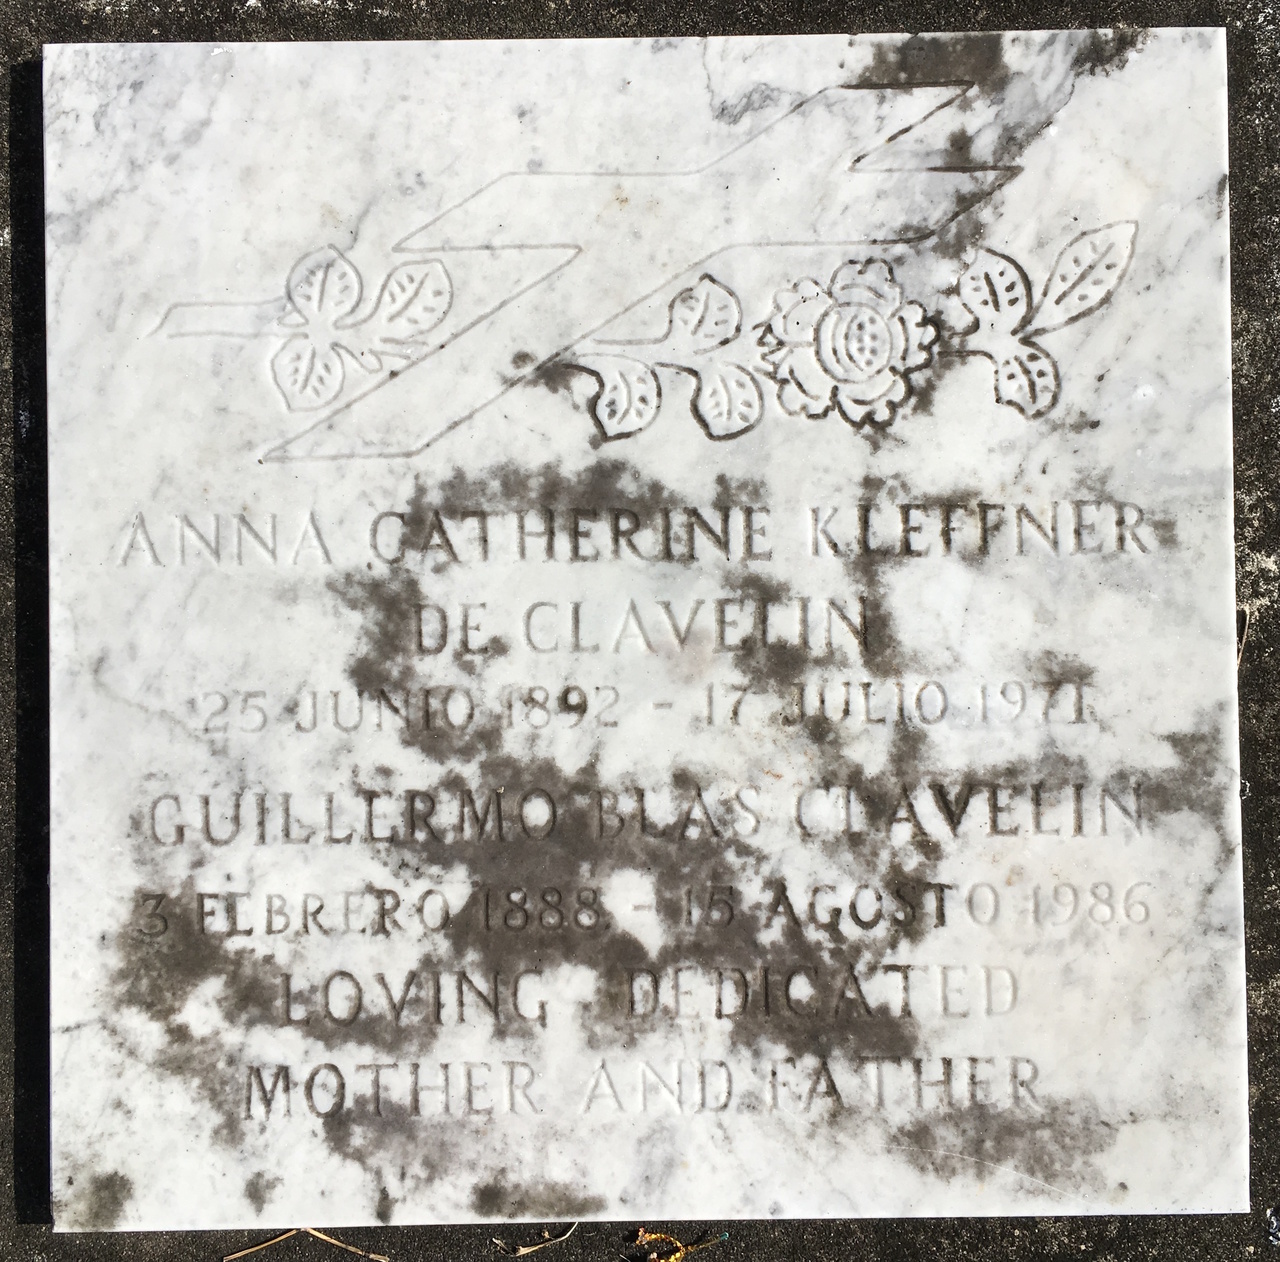 ANNA CATHERINE KLEFFNER
DE CLAVELIN
25 JUNIO 1892 - 17 JULIO 1971
GUILLERMO BLAS CLAVELIN
3 FEBRERO 1888 - 15 AGOSTO 1986
LOVING DEDICATED
MOTHER AND FATHER